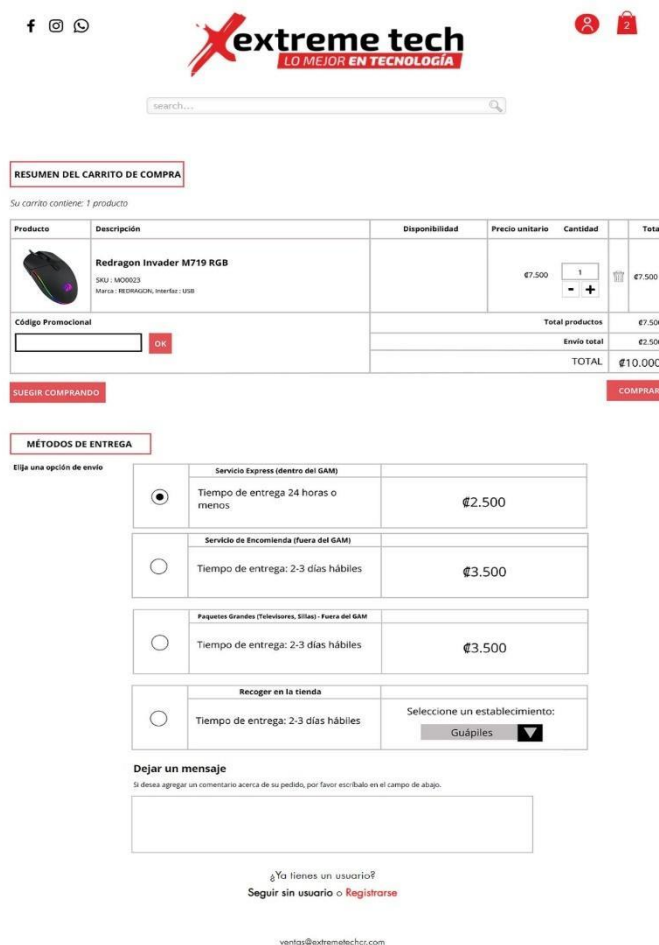 extreme tech
LO MEJOR EN TECNOLOGÍA
2
search...
RESUMEN DEL CARRITO DE COMPRA
Su carrito contiene: 1 producto
Producto Descripción Disponibilidad Precio unitario Cantidad Tota
Redragon Invader M719 RGB
SKU : MO0023
Marca : REDRAGON, Interfaz : USB
₡7.500 1 ₡7.500
- +
Código Promocional
OK
Total productos ₡7.500
Envío total ₡2.500
TOTAL ₡10.000
SUEGIR COMPRANDO COMPRAR
MÉTODOS DE ENTREGA
Elija una opción de envío
Servicio Express (dentro del GAM)
Tiempo de entrega 24 horas o
menos
₡2.500
Servicio de Encomienda (fuera del GAM)
Tiempo de entrega: 2-3 días hábiles ₡3.500
Paquetes Grandes (Televisores, Sillas) - Fuera del GAM
Tiempo de entrega: 2-3 días hábiles ₡3.500
Recoger en la tienda
Tiempo de entrega: 2-3 días hábiles
Seleccione un establecimiento:
Guápiles
Dejar un mensaje
Si desea agregar un comentario acerca de su pedido, por favor escríbalo en el campo de abajo.
¿Ya tienes un usuario?
Seguir sin usuario o Registrarse
ventas@extremetechcr.com